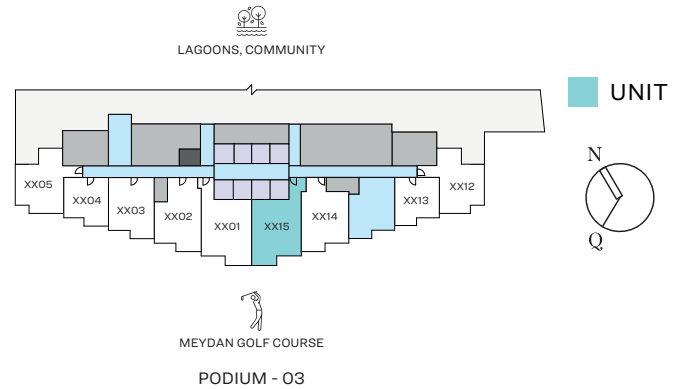 LAGOONS, COMMUNITY
UNIT
N
Q
XX05
XX04
XX03
XX02
XX01
XX15
XX14
XX13
XX12
MEYDAN GOLF COURSE
PODIUM - 03